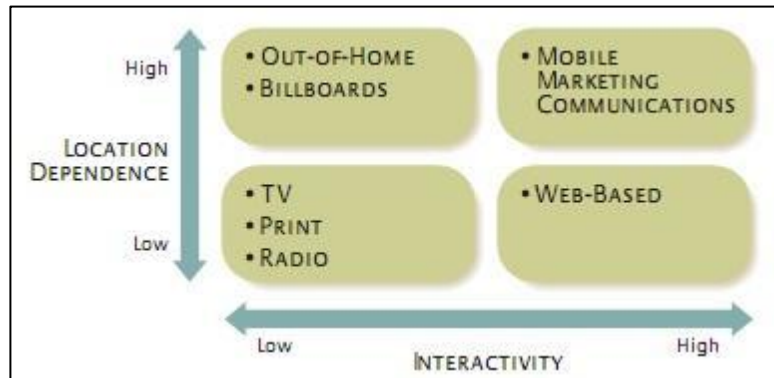 High
LOCATION
DEPENDENCE
Low
• OUT-OF-HOME
• BILLBOARDS
• MOBILE
MARKETING
COMMUNICATIONS
• TV
• PRINT
• RADIO
• WEB-BASED
Low
INTERACTIVITY
High